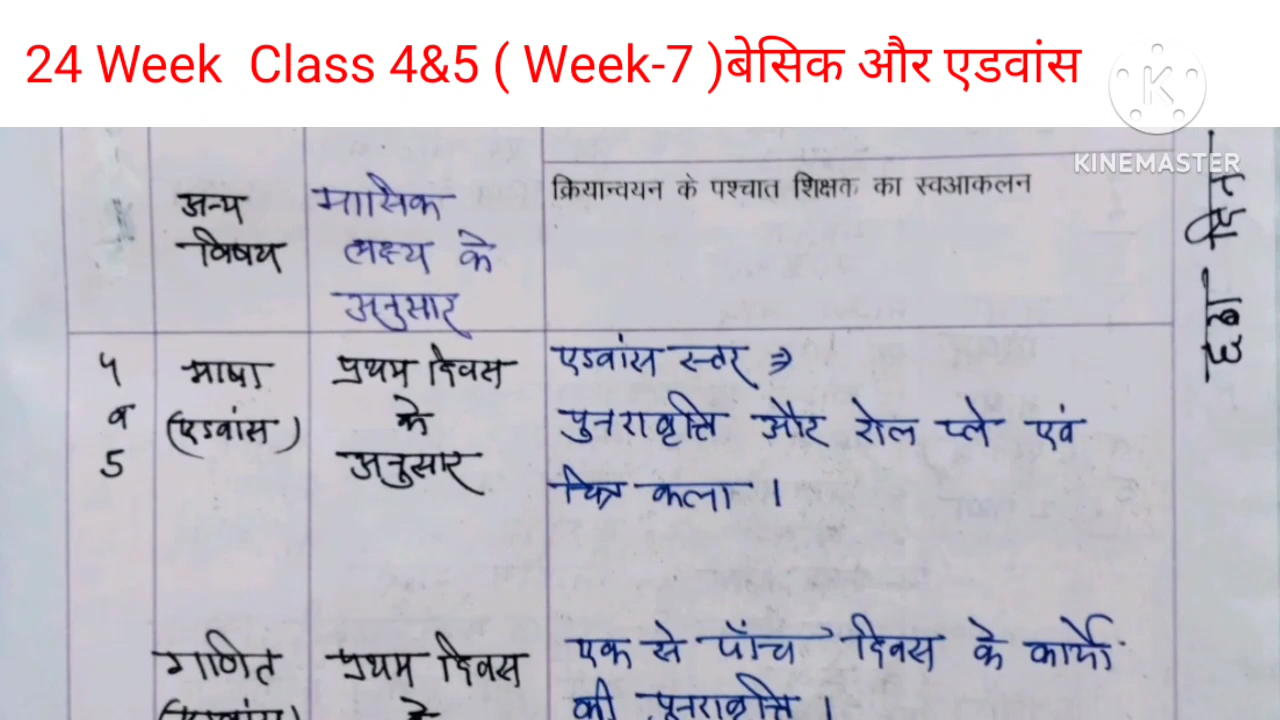 24 Week Class 4&5 ( Week-7 )बेसिक और एडवांस
KINEMASTER
क्रियान्वयन के पश्चात शिक्षक का स्वआकलन
अन्य मासिक
विषय लक्ष्य के
अनुसार
4 भाषा प्रथम दिवस एडवांस स्तर ⇒
व (एडवांस) के पुनरावृत्ति और रोल प्ले एवं
5 अनुसार चित्र कला ।
गणित प्रथम दिवस एक से पाँच दिवस के कार्यो
(एडवांस) के की पुनरावृत्ति ।